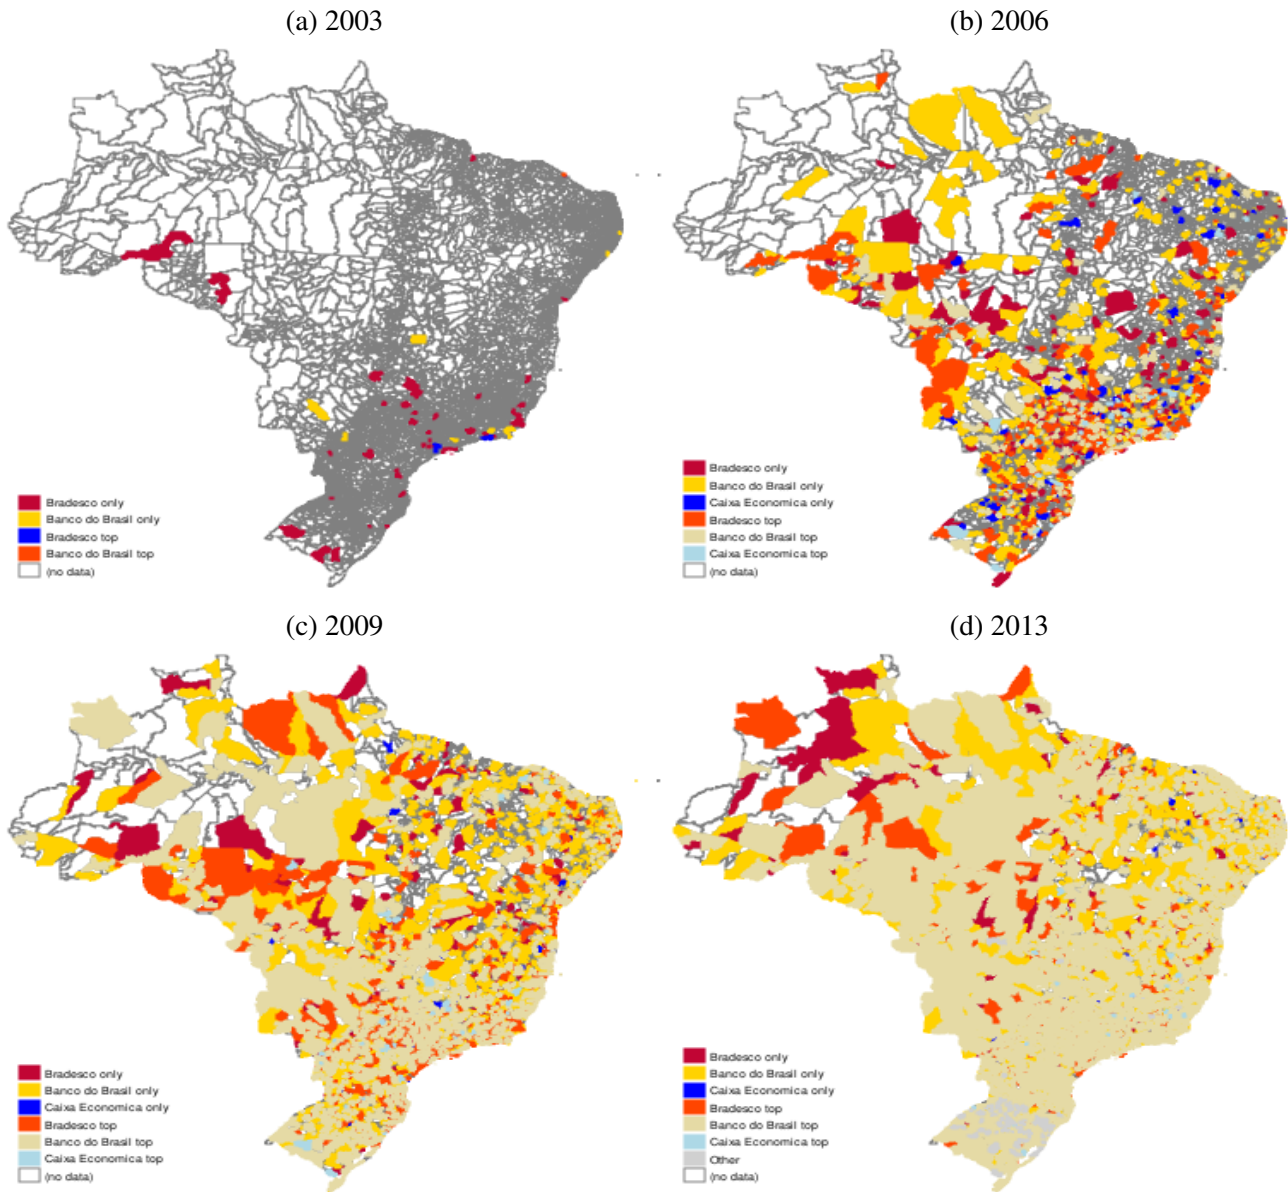 (a) 2003
(b) 2006
Bradesco only
Banco do Brasil only
Bradesco top
Banco do Brasil top
(no data)
Bradesco only
Banco do Brasil only
Caixa Economica only
Bradesco top
Banco do Brasil top
Caixa Economica top
(no data)
(c) 2009
(d) 2013
Bradesco only
Banco do Brasil only
Caixa Economica only
Bradesco top
Banco do Brasil top
Caixa Economica top
(no data)
Bradesco only
Banco do Brasil only
Caixa Economica only
Bradesco top
Banco do Brasil top
Caixa Economica top
Other
(no data)